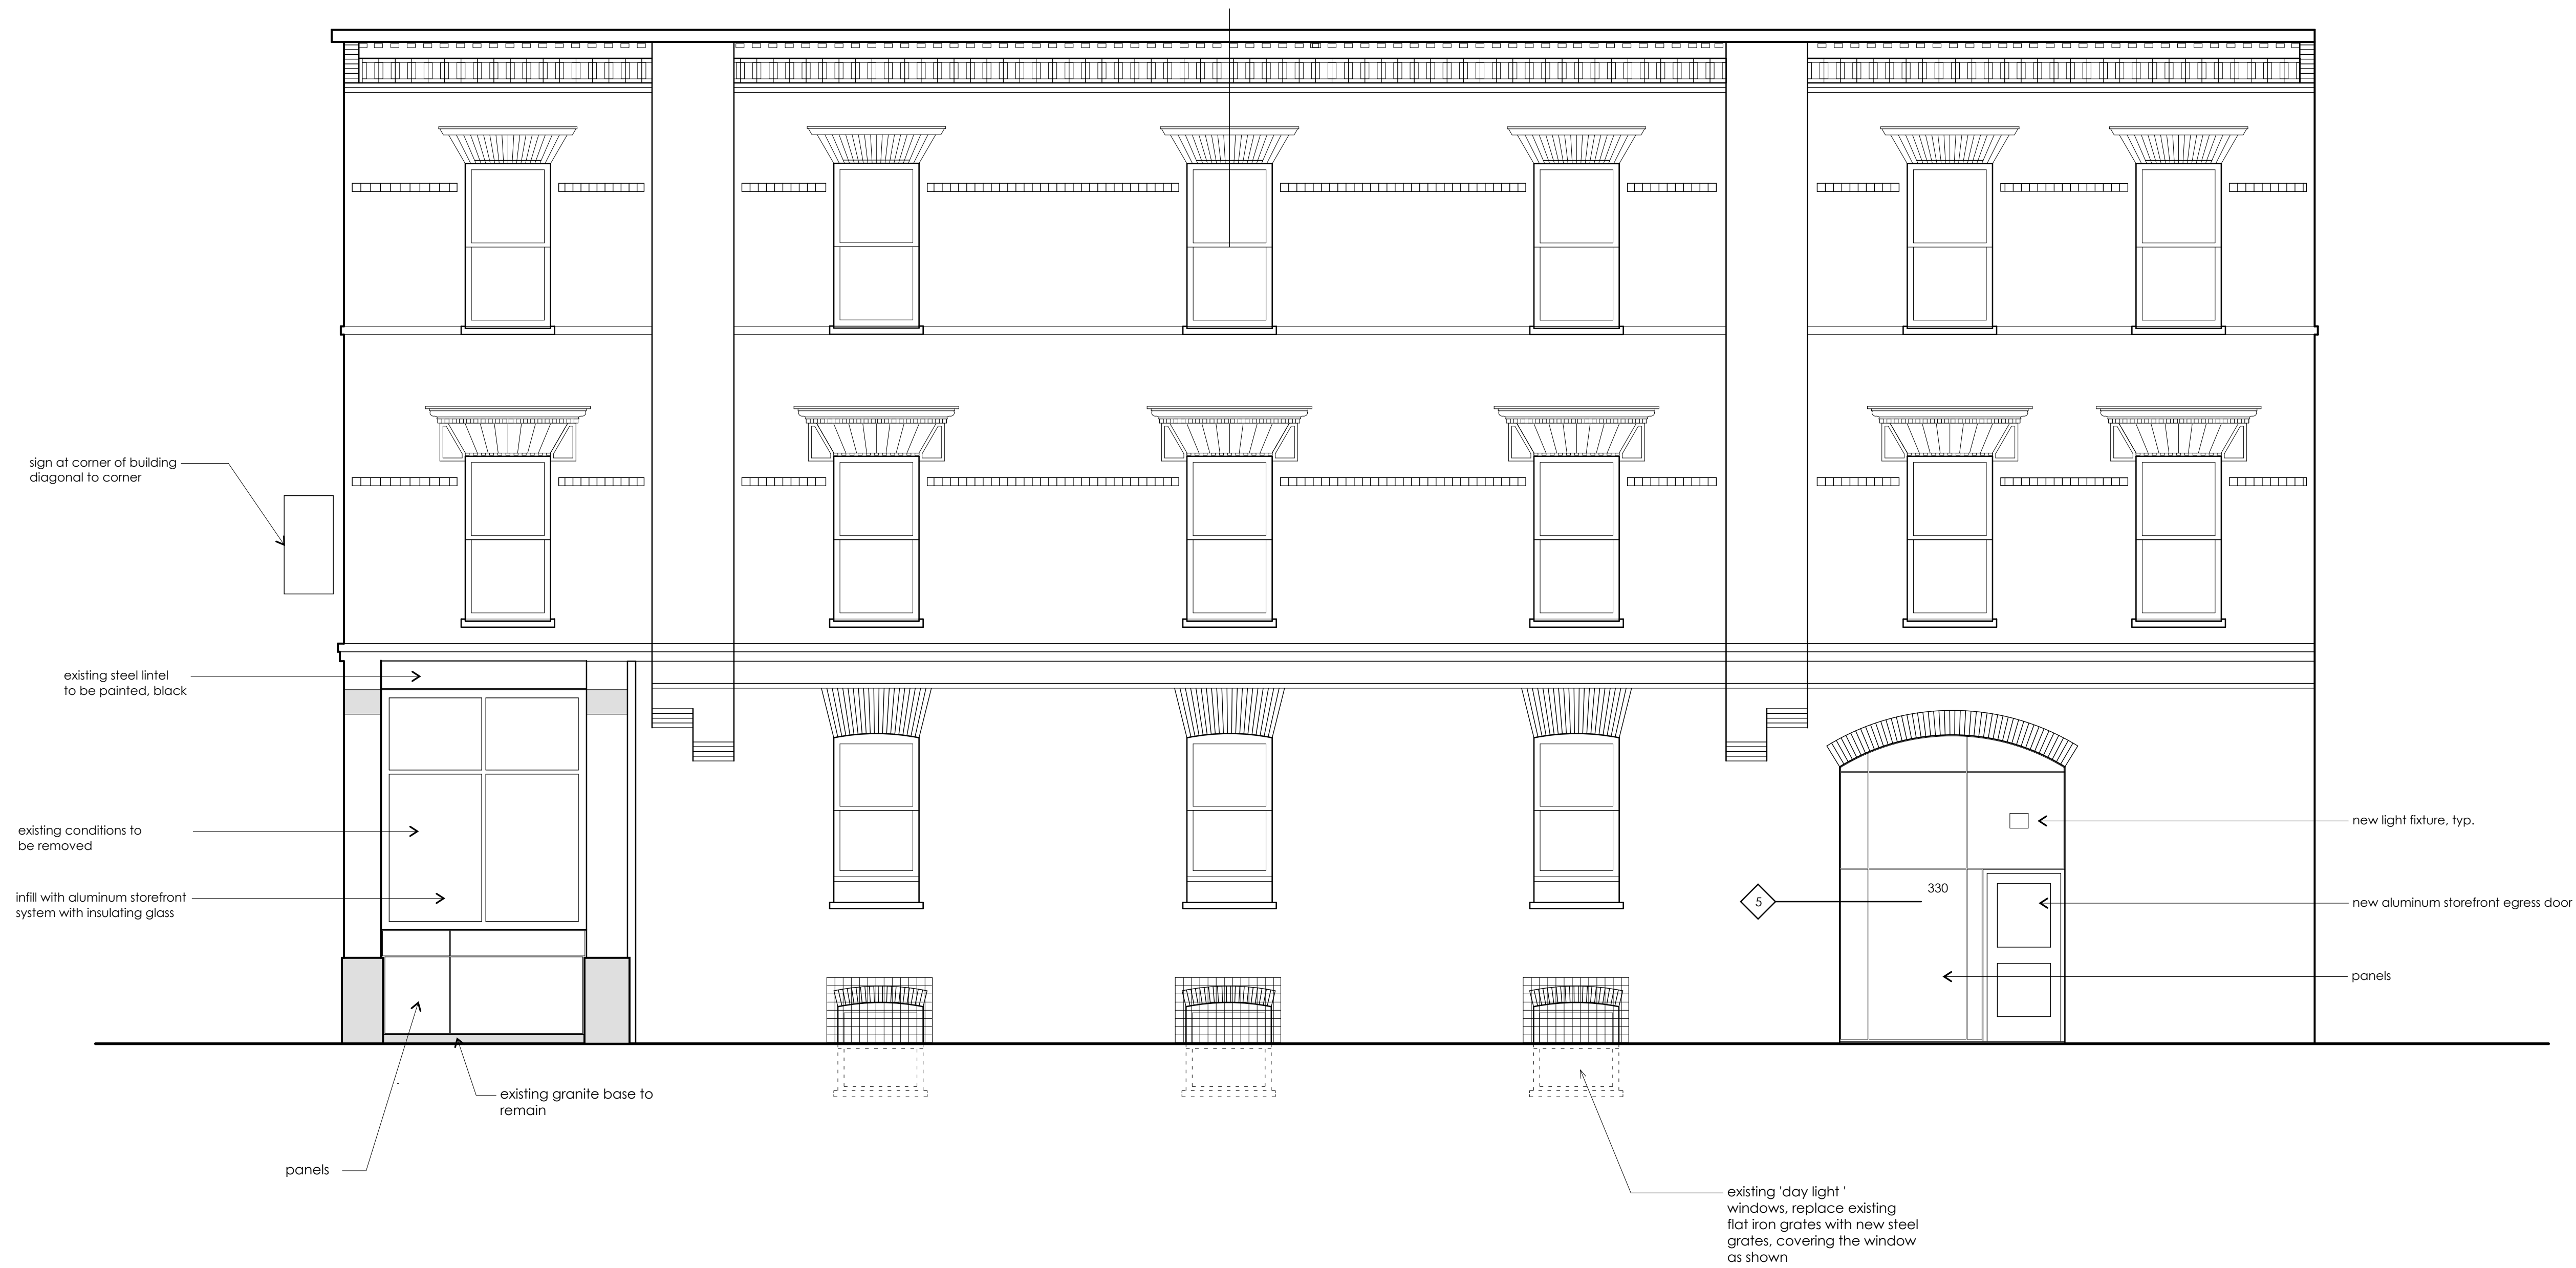 sign at corner of building
diagonal to corner
existing steel lintel
to be painted, black
existing conditions to
be removed
infill with aluminum storefront
system with insulating glass
panels
existing granite base to
remain
existing 'day light '
windows, replace existing
flat iron grates with new steel
grates, covering the window
as shown
5
330
new light fixture, typ.
new aluminum storefront egress door
panels